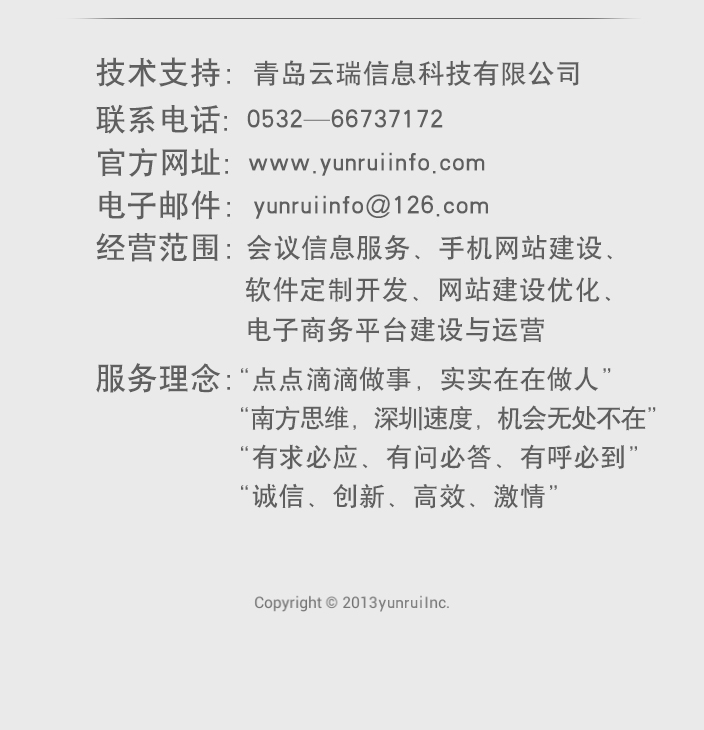 技术支持： 青岛云瑞信息科技有限公司
联系电话: 0532—66737172
官方网址: www.yunruiinfo.com
电子邮件： yunruiinfo@126.com
经营范围：会议信息服务、手机网站建设、
软件定制开发、网站建设优化、
电子商务平台建设与运营
服务理念：“点点滴滴做事，实实在在做人”
“南方思维，深圳速度，机会无处不在”
“有求必应、有问必答、有呼必到”
“诚信、创新、高效、激情”
Copyright © 2013yunruiInc.